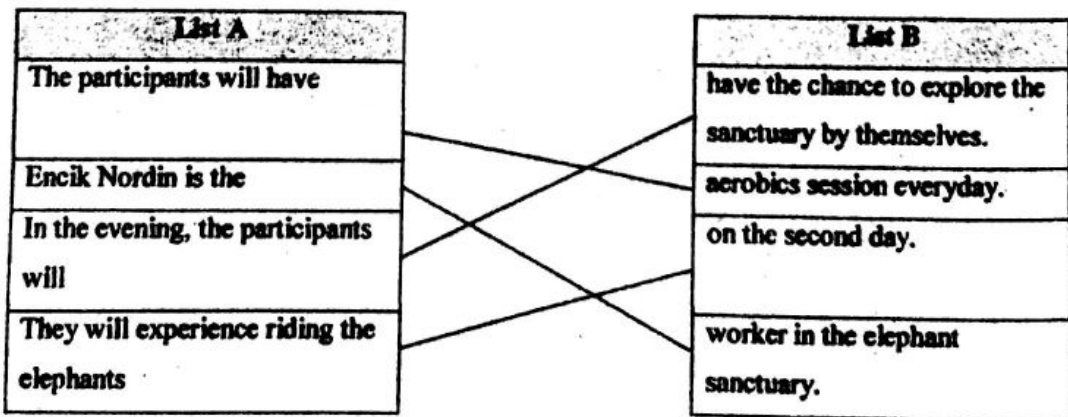 List A
The participants will have
Encik Nordin is the
In the evening, the participants
will
They will experience riding the
elephants
List B
have the chance to explore the
sanctuary by themselves.
aerobics session everyday.
on the second day.
worker in the elephant
sanctuary.